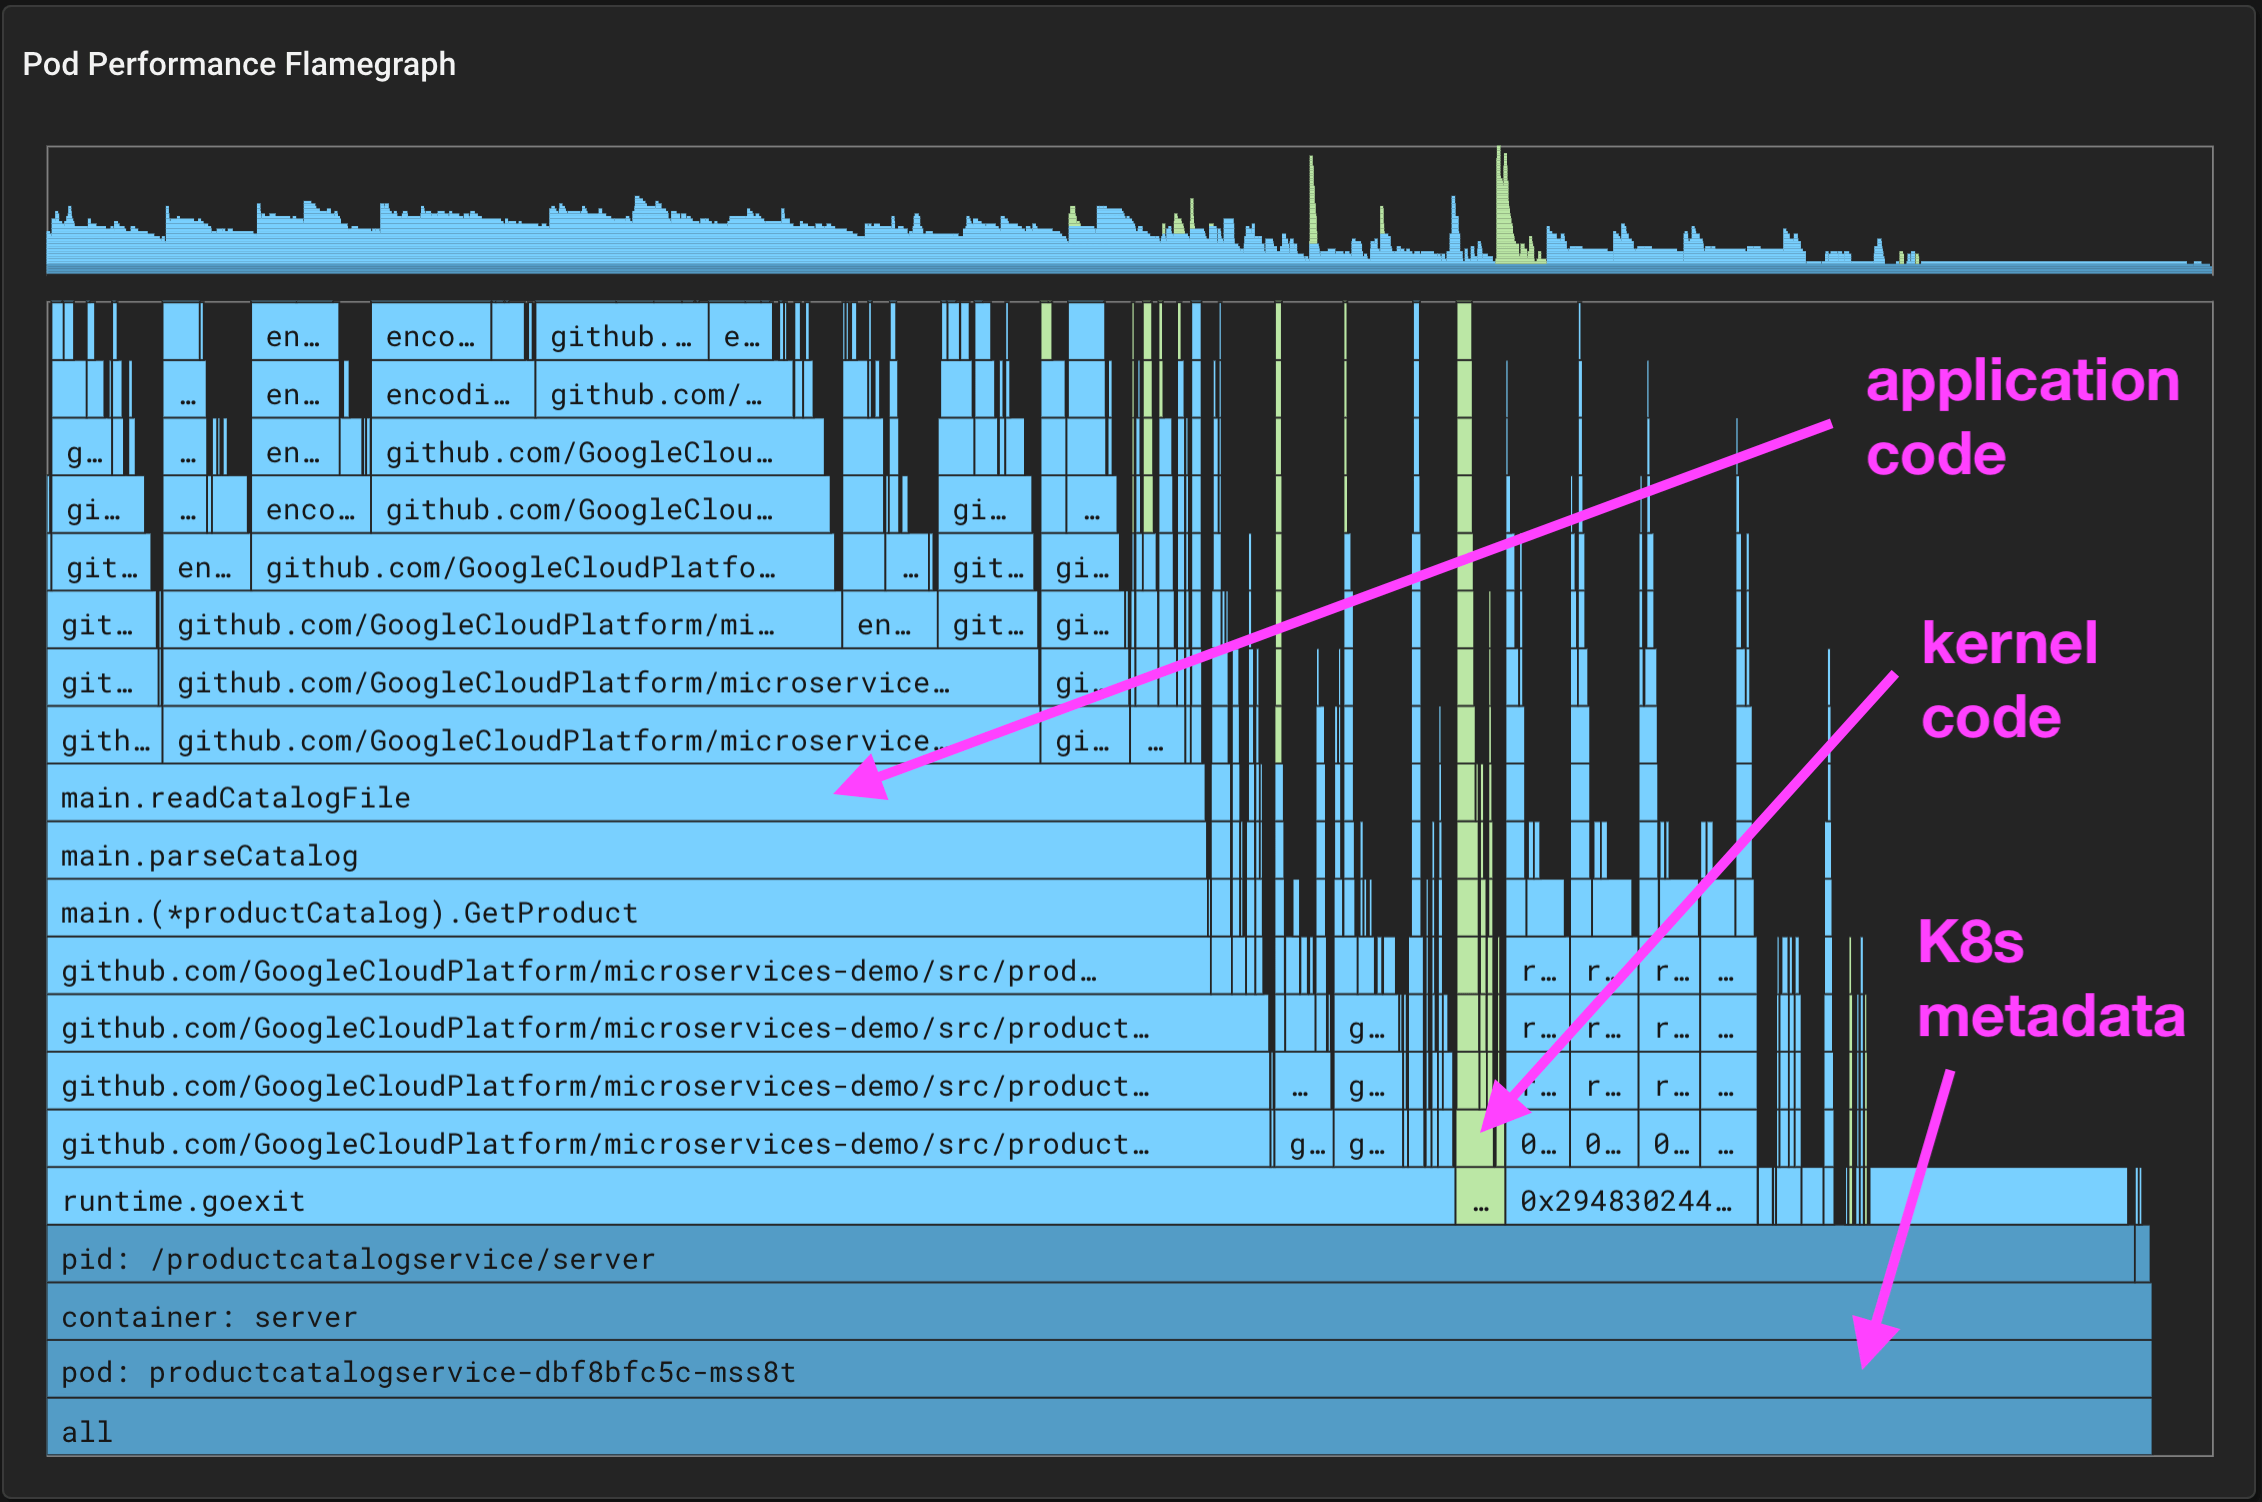 Pod Performance Flamegraph
en… enco… github.… e…
… en… encodi… github.com/…
application
g… … en… github.com/GoogleClou…
code
gi… … enco… github.com/GoogleClou… gi… …
git… en… github.com/GoogleCloudPlatfo… … git… gi…
git… github.com/GoogleCloudPlatform/mi… en… git… gi…
kernel
git… github.com/GoogleCloudPlatform/microservice… gi…
code
gith… github.com/GoogleCloudPlatform/microservice… gi… …
main.readCatalogFile
main.parseCatalog
main.(*productCatalog).GetProduct
K8s
github.com/GoogleCloudPlatform/microservices-demo/src/prod… r… r… r… …
metadata
github.com/GoogleCloudPlatform/microservices-demo/src/product… g… r… r… r… …
github.com/GoogleCloudPlatform/microservices-demo/src/product… … g… r… r… r… …
github.com/GoogleCloudPlatform/microservices-demo/src/product… g… g… 0… 0… 0… …
runtime.goexit … 0x294830244…
pid: /productcatalogservice/server
container: server
pod: productcatalogservice-dbf8bfc5c-mss8t
all